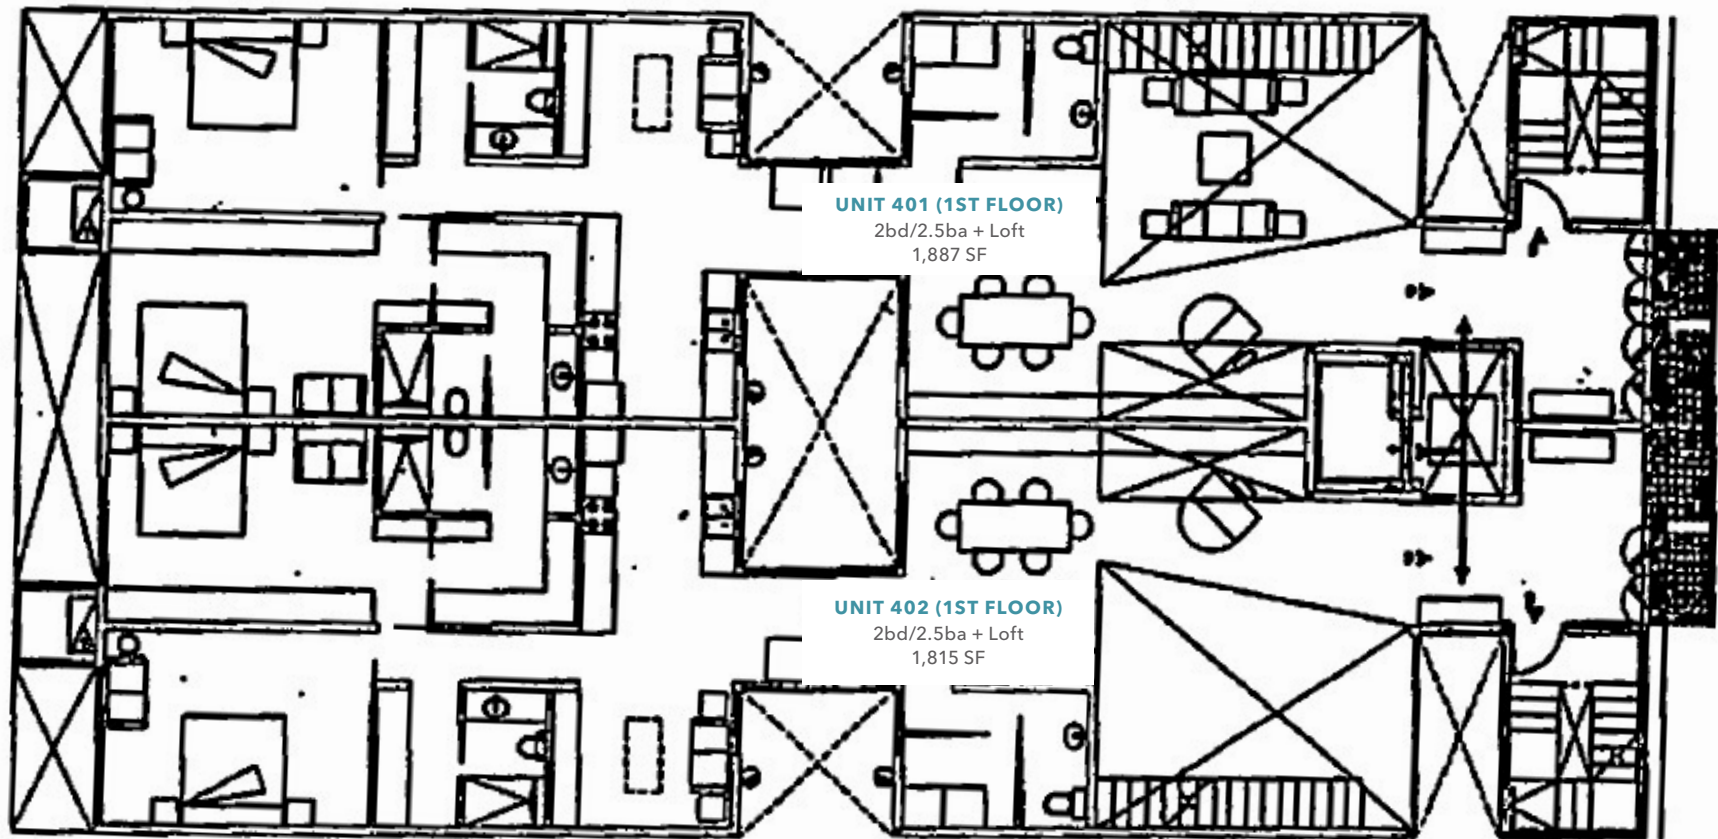 UNIT 401 (1ST FLOOR)
2bd/2.5ba + Loft
1,887 SF
UNIT 402 (1ST FLOOR)
2bd/2.5ba + Loft
1,815 SF